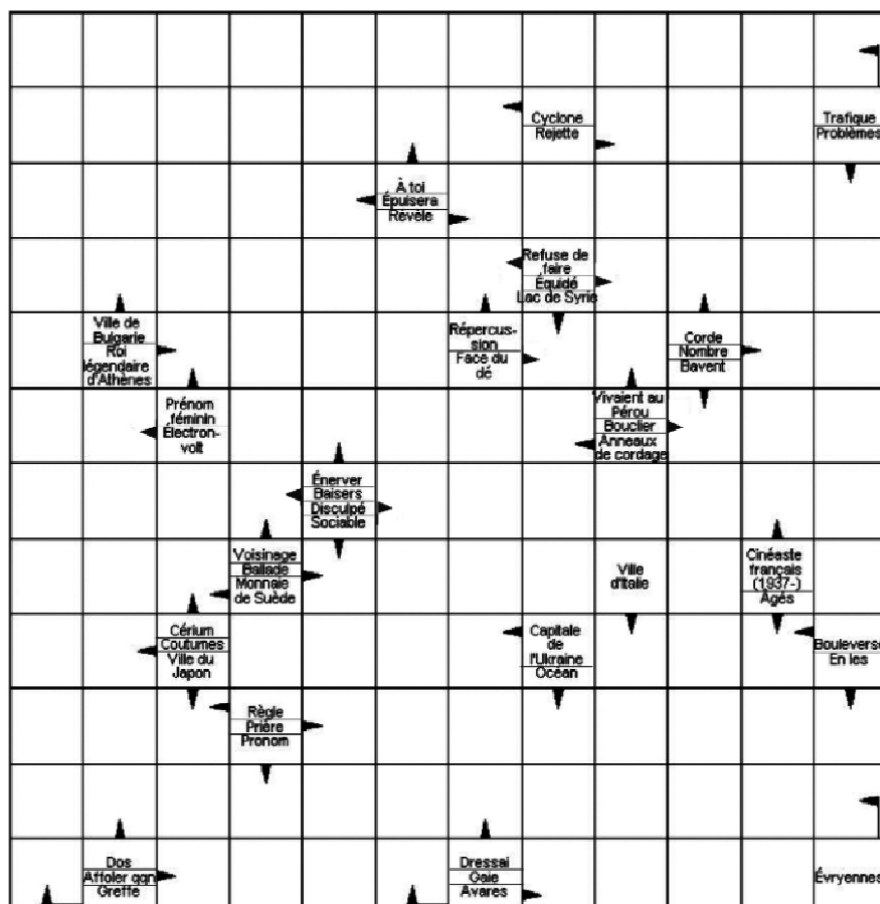 Cyclone
Rejette
Trafique
Problèmes
À toi
Épuisera
Révèle
Refuse de
faire
Équidé
Lac de Syrie
Ville de
Bulgarie
Roi
légendaire
d'Athènes
Répercus-
sion
Face du
dé
Corde
Nombre
Bavent
Prénom
féminin
Électron-
volt
Vivaient au
Pérou
Bouclier
Anneaux
de cordage
Énerver
Baisers
Disculpé
Sociable
Voisinage
Ballade
Monnaie
de Suède
Ville
d'Italie
Cinéaste
français
(1937-)
Agés
Cérium
Coutumes
Ville du
Japon
Capitale
de
l'Ukraine
Océan
Bouleverse
En les
Règle
Prière
Pronom
Dos
Affoler qqn
Greffe
Dressai
Gaie
Avares
Évryennes